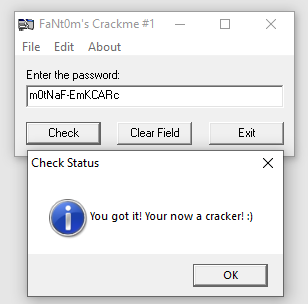 FaNt0m's Crackme #1
File Edit About
Enter the password:
m0tNaF-EmKCARc
Check Clear Field Exit
Check Status
You got it! Your now a cracker! :)
OK